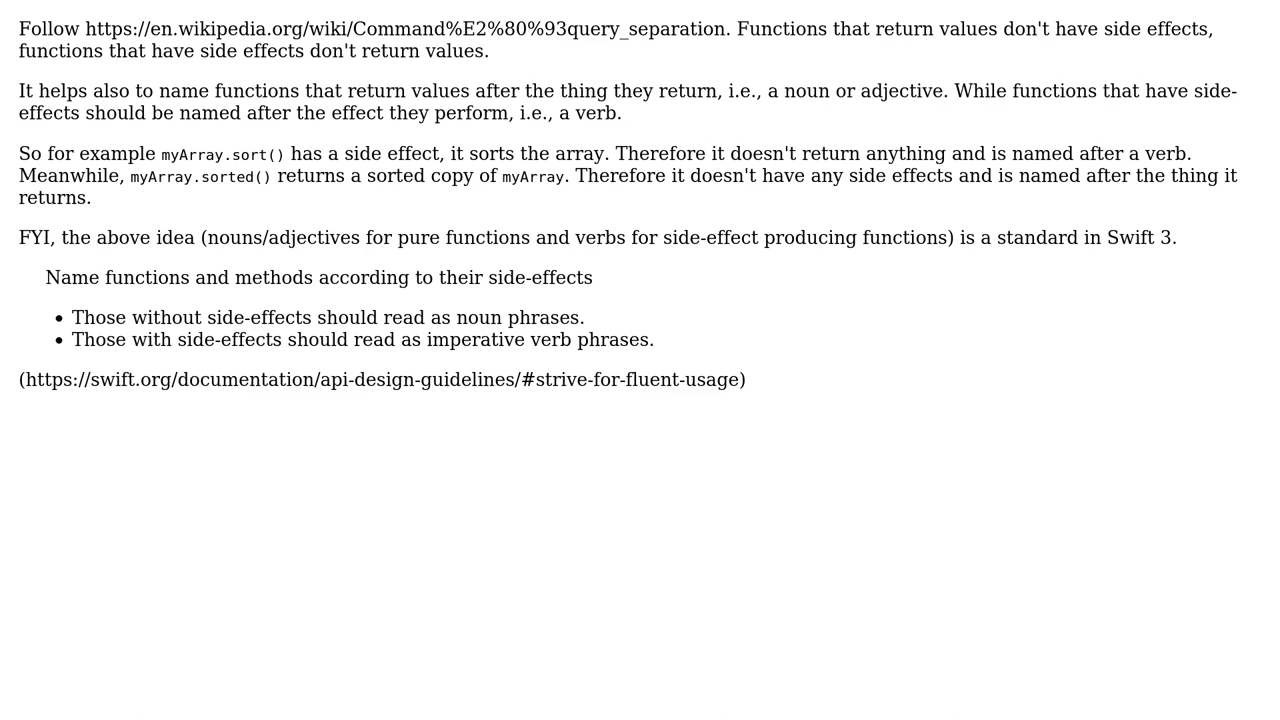 Follow https://en.wikipedia.org/wiki/Command%E2%80%93query_separation. Functions that return values don't have side effects,
functions that have side effects don't return values.
It helps also to name functions that return values after the thing they return, i.e., a noun or adjective. While functions that have side-
effects should be named after the effect they perform, i.e., a verb.
So for example myArray.sort() has a side effect, it sorts the array. Therefore it doesn't return anything and is named after a verb.
Meanwhile, myArray.sorted() returns a sorted copy of myArray. Therefore it doesn't have any side effects and is named after the thing it
returns.
FYI, the above idea (nouns/adjectives for pure functions and verbs for side-effect producing functions) is a standard in Swift 3.
Name functions and methods according to their side-effects
• Those without side-effects should read as noun phrases.
• Those with side-effects should read as imperative verb phrases.
(https://swift.org/documentation/api-design-guidelines/#strive-for-fluent-usage)